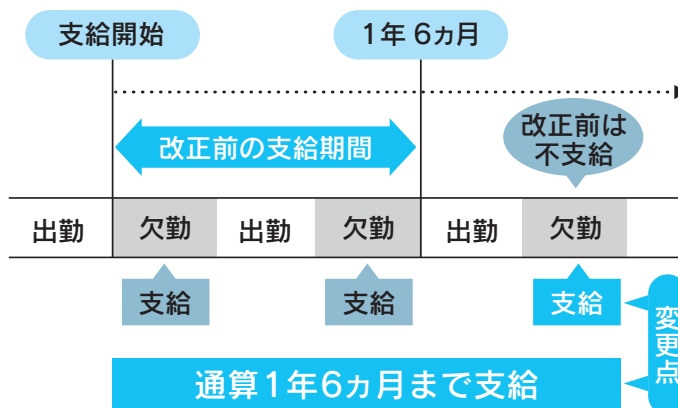 支給開始
1年6ヵ月
改正前の支給期間
改正前は
不支給
出勤
欠勤
出勤
欠勤
出勤
欠勤
支給
支給
支給
変更点
通算1年6ヵ月まで支給